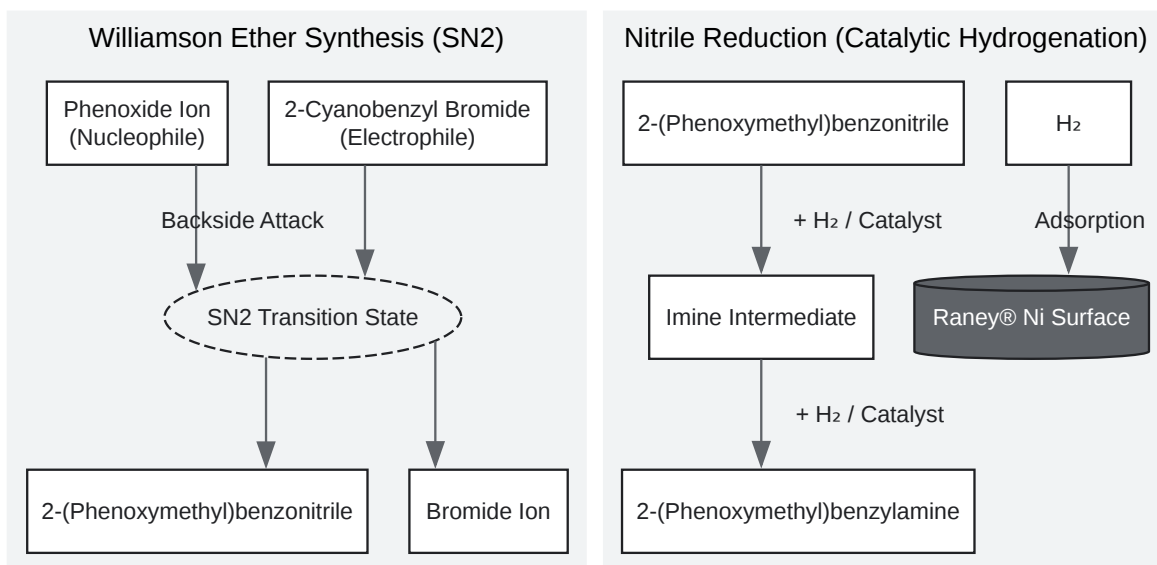 Williamson Ether Synthesis (SN2)
Phenoxide Ion
(Nucleophile)
2-Cyanobenzyl Bromide
(Electrophile)
Backside Attack
SN2 Transition State
2-(Phenoxymethyl)benzonitrile
Bromide Ion
Nitrile Reduction (Catalytic Hydrogenation)
2-(Phenoxymethyl)benzonitrile
H₂
+ H₂ / Catalyst
Adsorption
Imine Intermediate
Raney® Ni Surface
+ H₂ / Catalyst
2-(Phenoxymethyl)benzylamine